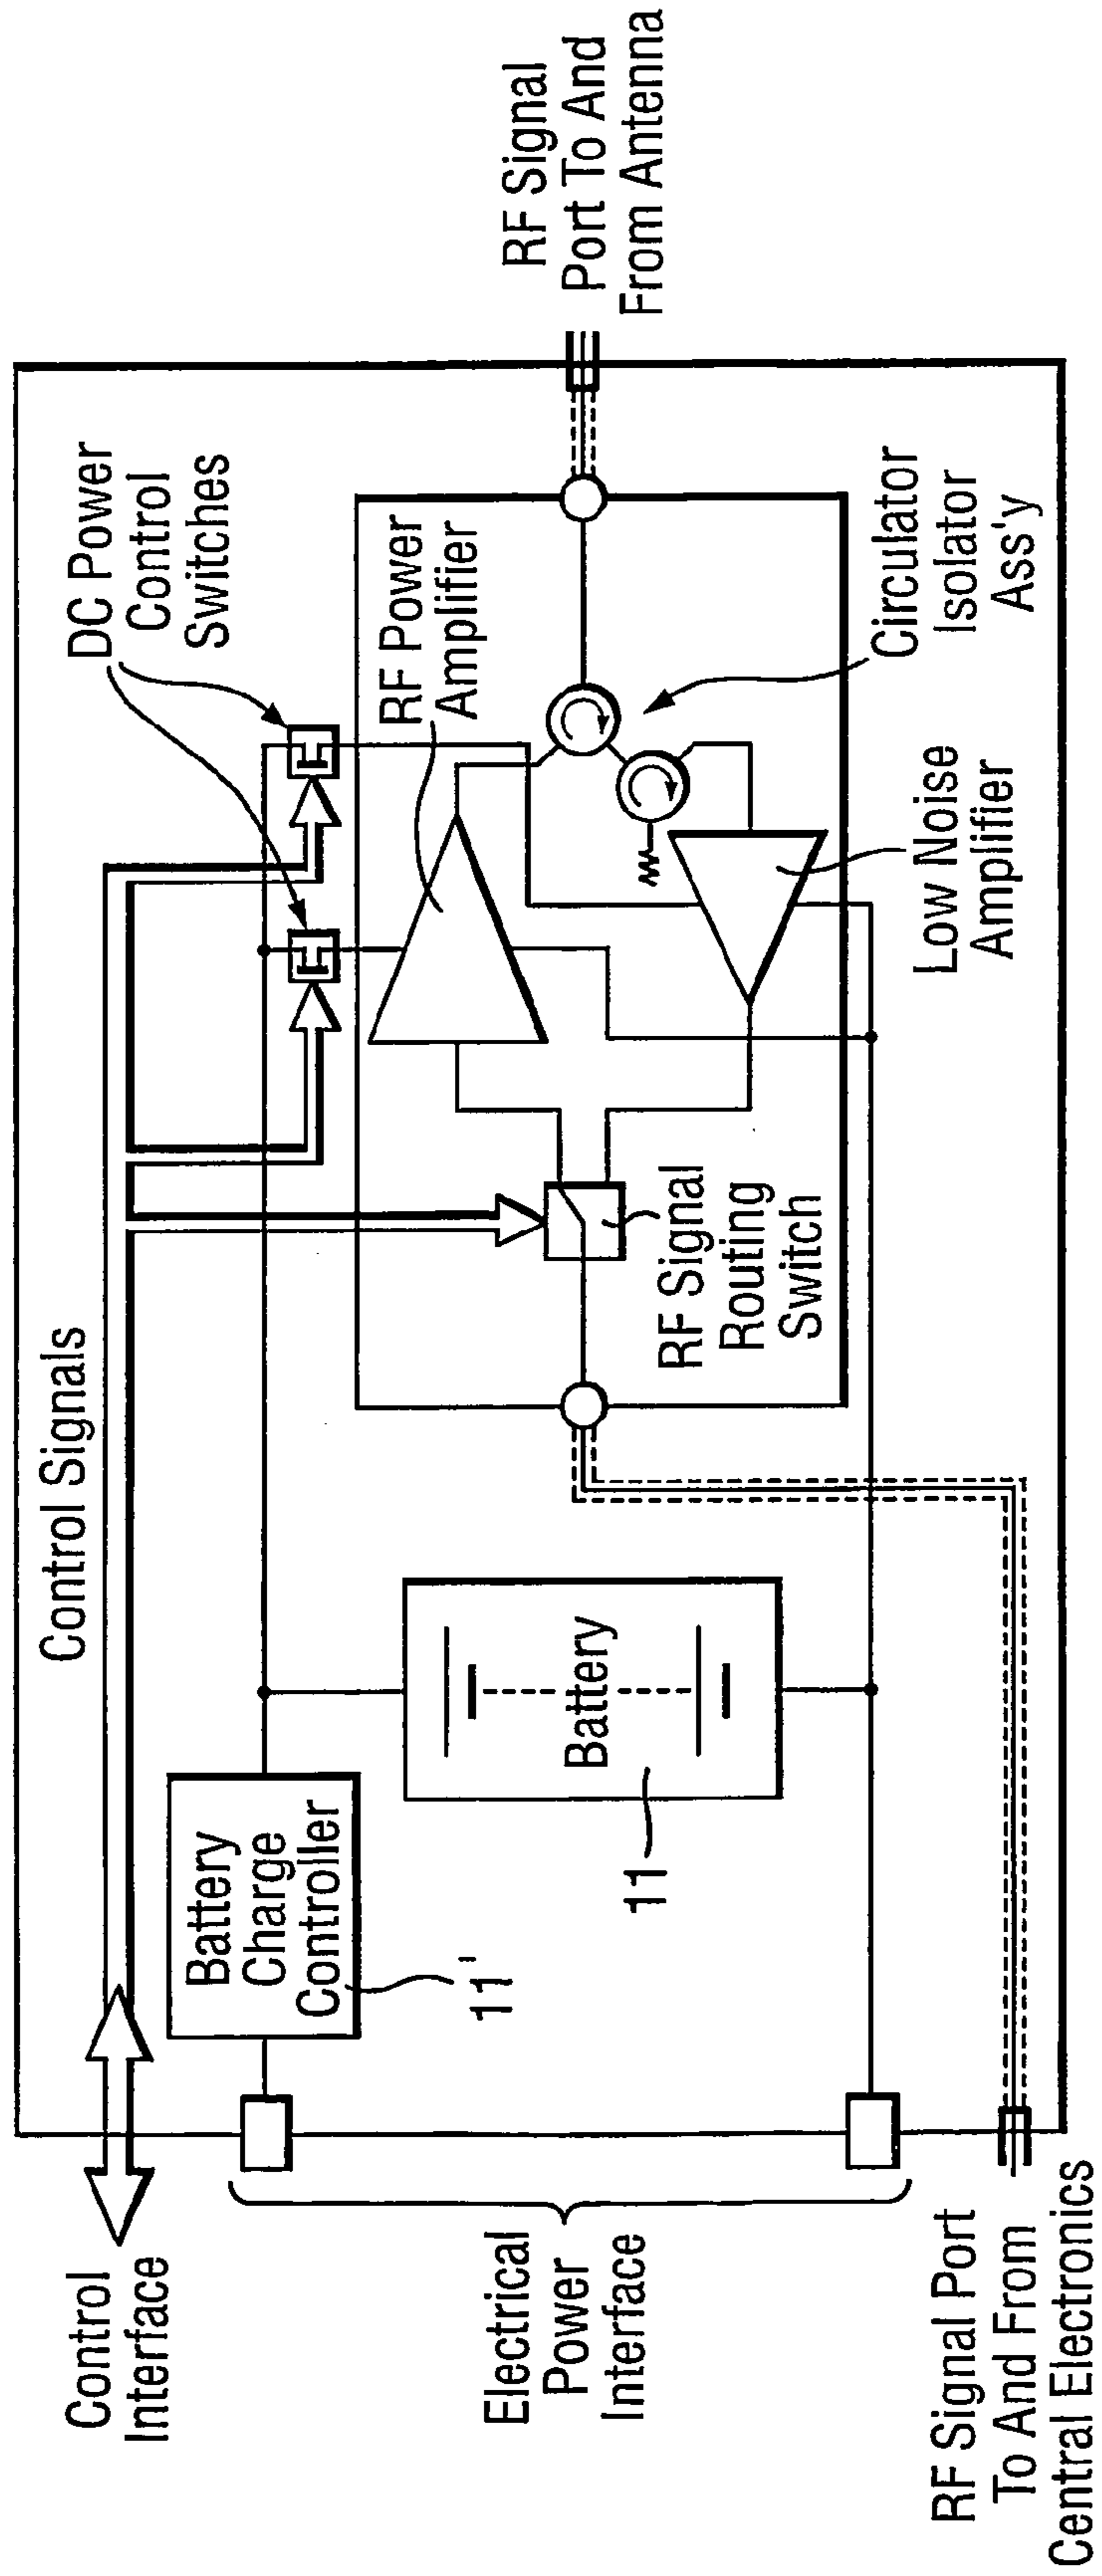 Control
Interface
Control Signals
DC Power
Control
Switches
Battery
Charge
Controller
11'
Battery
11
RF Power
Amplifier
RF Signal
Port To And
From Antenna
Electrical
Power
Interface
RF Signal
Routing
Switch
Circulator
Isolator
Ass'y
Low Noise
Amplifier
RF Signal Port
To And From
Central Electronics